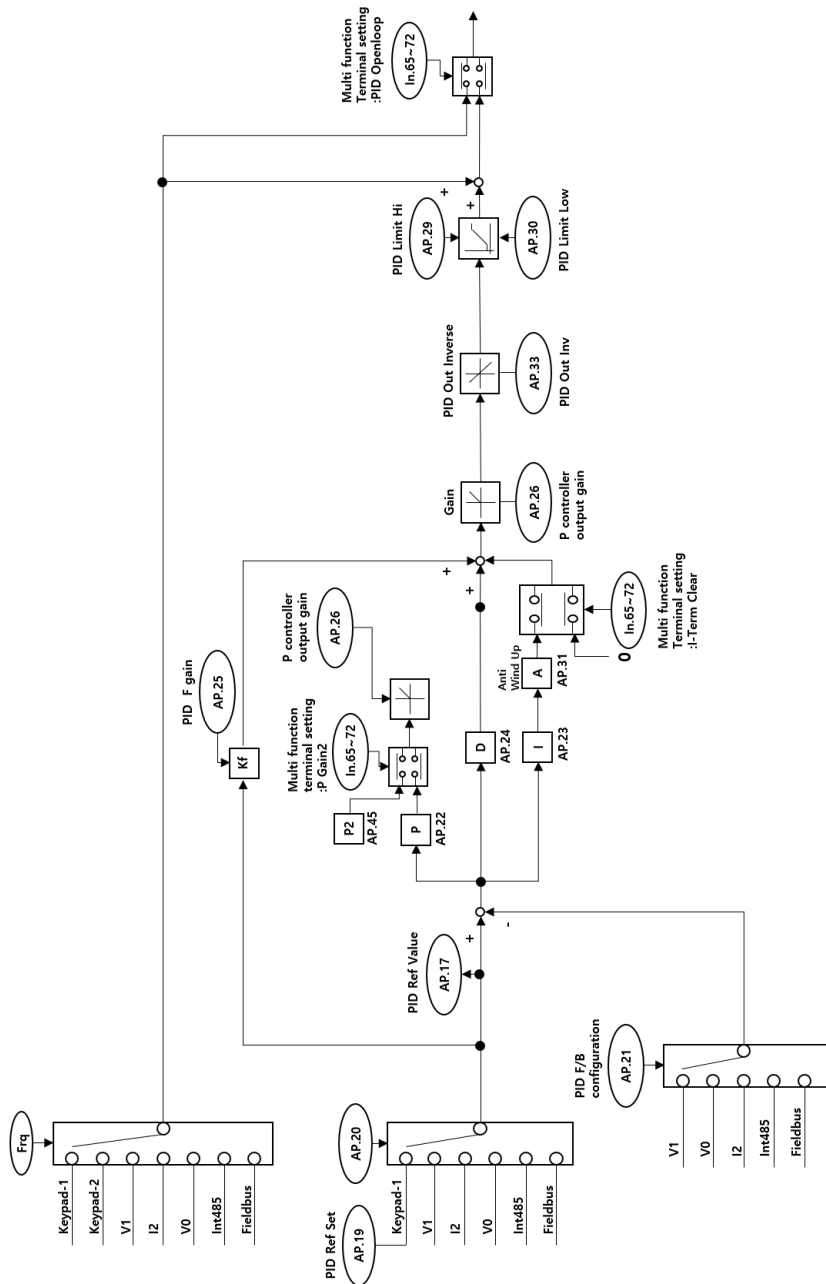 Frq
Keypad-1
Keypad-2
V1
I2
V0
Int485
Fieldbus
PID Ref Set
AP.19
AP.20
Keypad-1
V1
I2
V0
Int485
Fieldbus
PID F/B
configuration
AP.21
V1
V0
I2
Int485
Fieldbus
PID Ref Value
AP.17
+
-
PID F gain
AP.25
Kf
P2
AP.45
P
AP.22
Multi function
terminal setting
:P Gain2
In.65~72
P controller
output gain
AP.26
D
AP.24
I
AP.23
Anti
Wind Up
A
AP.31
0
In.65~72
Multi function
Terminal setting
:I-Term Clear
+
+
Gain
AP.26
P controller
output gain
PID Out Inverse
AP.33
PID Out Inv
PID Limit Hi
AP.29
AP.30
PID Limit Low
+
+
Multi function
Terminal setting
:PID Openloop
In.65~72